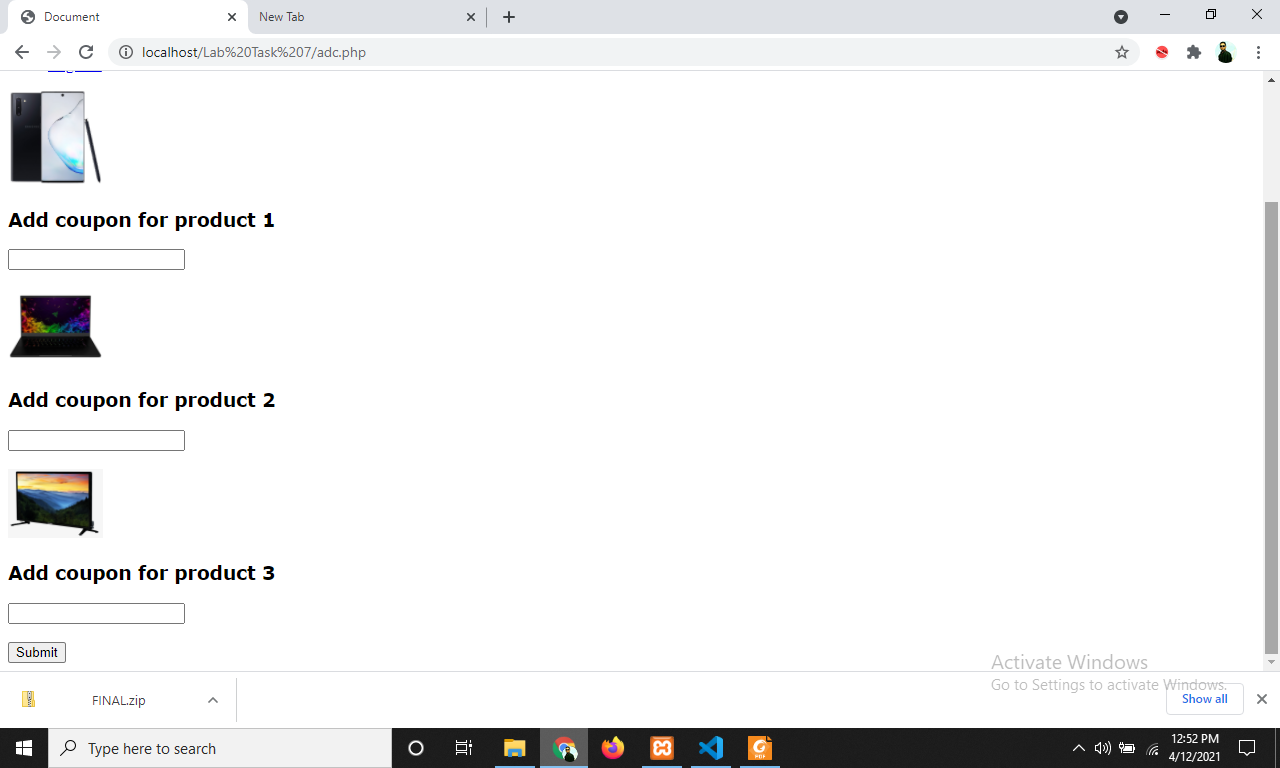 Document
New Tab
localhost/Lab%20Task%207/adc.php
Add coupon for product 1
Add coupon for product 2
Add coupon for product 3
Submit
Activate Windows
Go to Settings to activate Windows.
FINAL.zip
Show all
Type here to search
PDF
12:52 PM
4/12/2021